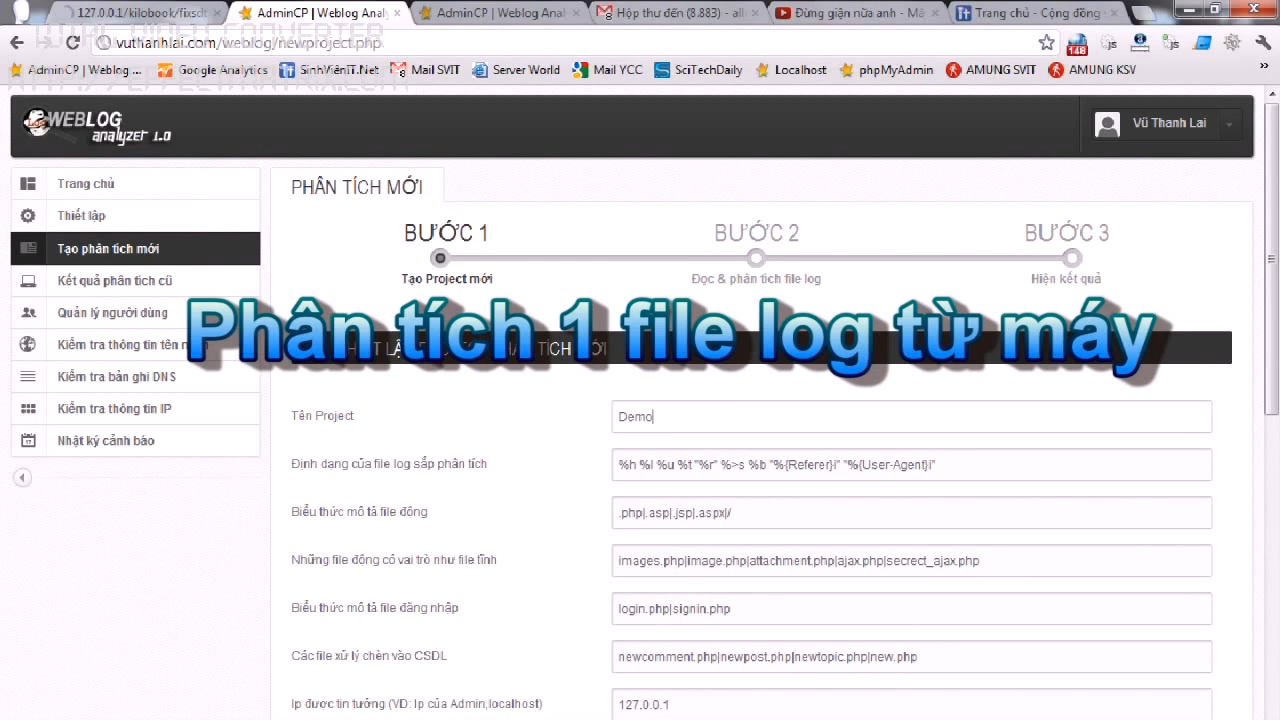 127.0.0.1/kilobook/fixsdt
AdminCP | Weblog Analy
AdminCP | Weblog Anal
Hộp thư đến (8.883) - all
Đừng giận nữa anh - Mâ
Trang chủ - Cộng đồng
vuthanhlai.com/weblog/newproject.php
148
js
js
AdminCP | Weblog ...
Google Analytics
SinhVienIT.Net
Mail SVIT
Server World
Mail YCC
SciTechDaily
Localhost
phpMyAdmin
AMUNG SVIT
AMUNG KSV
WEBLOG
analyzer 1.0
Vũ Thanh Lai
Trang chủ
Thiết lập
Tạo phân tích mới
Kết quả phân tích cũ
Quản lý người dùng
Kiểm tra thông tin tên
Kiểm tra bản ghi DNS
Kiểm tra thông tin IP
Nhật ký cảnh báo
PHÂN TÍCH MỚI
BƯỚC 1
BƯỚC 2
BƯỚC 3
Tạo Project mới
Đọc & phân tích file log
Hiện kết quả
Phân tích 1 file log từ máy
TÍCH MỚI
Tên Project
Demo
Định dạng của file log sắp phân tích
%h %l %u %t "%r" %>s %b "%{Referer}i" "%{User-Agent}i"
Biểu thức mô tả file động
.php|.asp|.jsp|.aspx|/
Những file động có vai trò như file tĩnh
images.php|image.php|attachment.php|ajax.php|secrect_ajax.php
Biểu thức mô tả file đăng nhập
login.php|signin.php
Các file xử lý chèn vào CSDL
newcomment.php|newpost.php|newtopic.php|new.php
Ip được tin tưởng (VD: Ip của Admin,localhost)
127.0.0.1